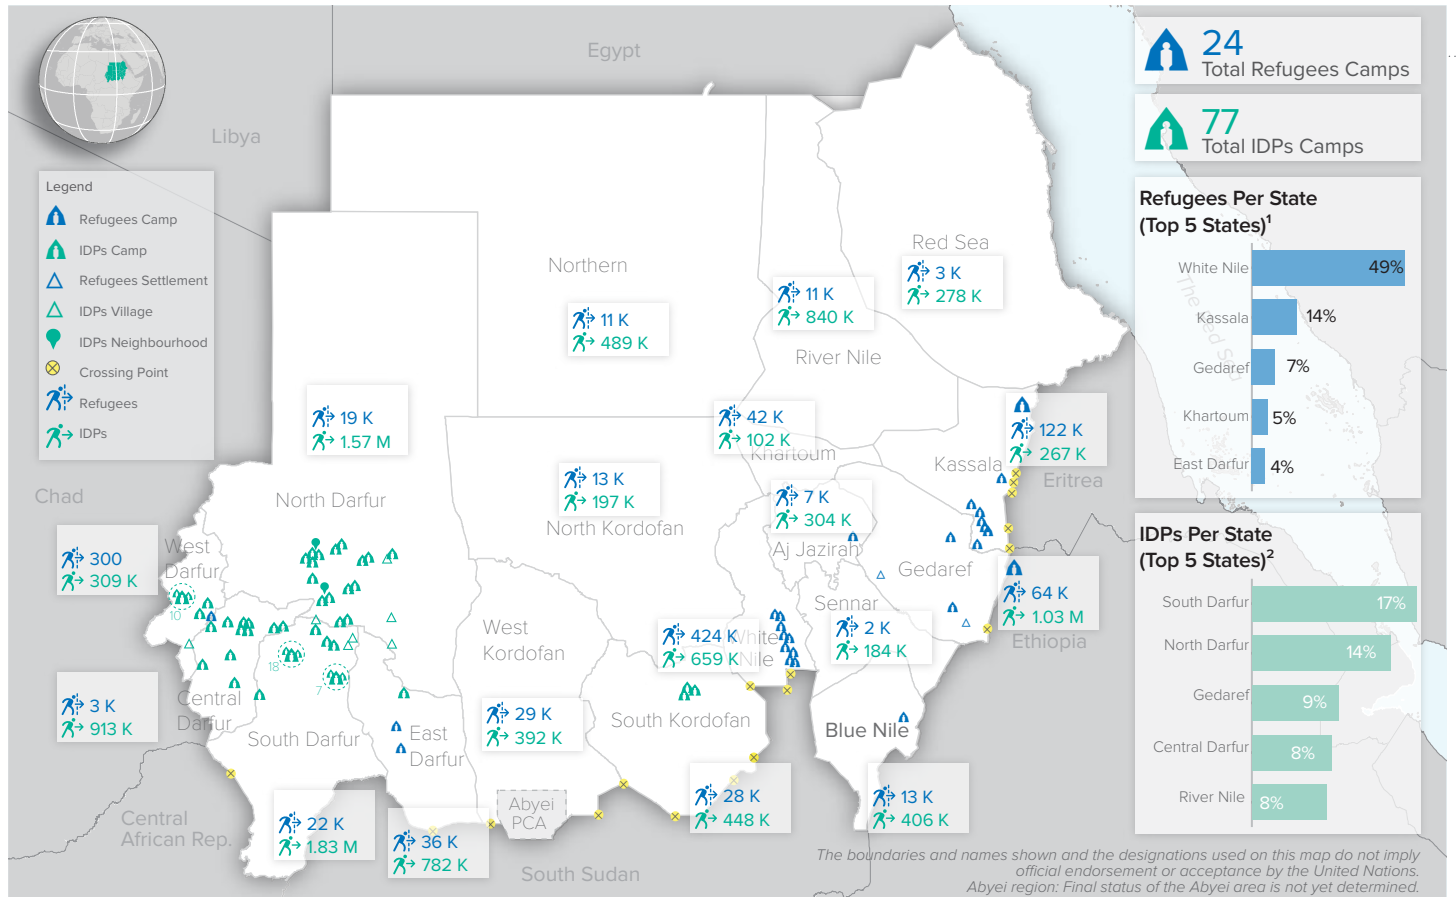 Egypt
Libya
Chad
Central
African Rep.
South Sudan
Ethiopia
Eritrea
The Red Sea
Legend
Refugees Camp
IDPs Camp
Refugees Settlement
IDPs Village
IDPs Neighbourhood
Crossing Point
Refugees
IDPs
Northern
11 K
489 K
River Nile
11 K
840 K
Red Sea
3 K
278 K
North Darfur
19 K
1.57 M
Khartoum
42 K
102 K
North Kordofan
13 K
197 K
Kassala
122 K
267 K
Aj Jazirah
7 K
304 K
Gedaref
64 K
1.03 M
West
Darfur
300
309 K
10
18
7
Sennar
2 K
184 K
White
Nile
424 K
659 K
West
Kordofan
29 K
392 K
Central
Darfur
3 K
913 K
South Darfur
22 K
1.83 M
East
Darfur
36 K
782 K
South Kordofan
28 K
448 K
Blue Nile
13 K
406 K
Abyei
PCA
24
Total Refugees Camps
77
Total IDPs Camps
Refugees Per State
(Top 5 States)¹
White Nile 49%
Kassala 14%
Gedaref 7%
Khartoum 5%
East Darfur 4%
IDPs Per State
(Top 5 States)²
South Darfur 17%
North Darfur 14%
Gedaref 9%
Central Darfur 8%
River Nile 8%
The boundaries and names shown and the designations used on this map do not imply
official endorsement or acceptance by the United Nations.
Abyei region: Final status of the Abyei area is not yet determined.